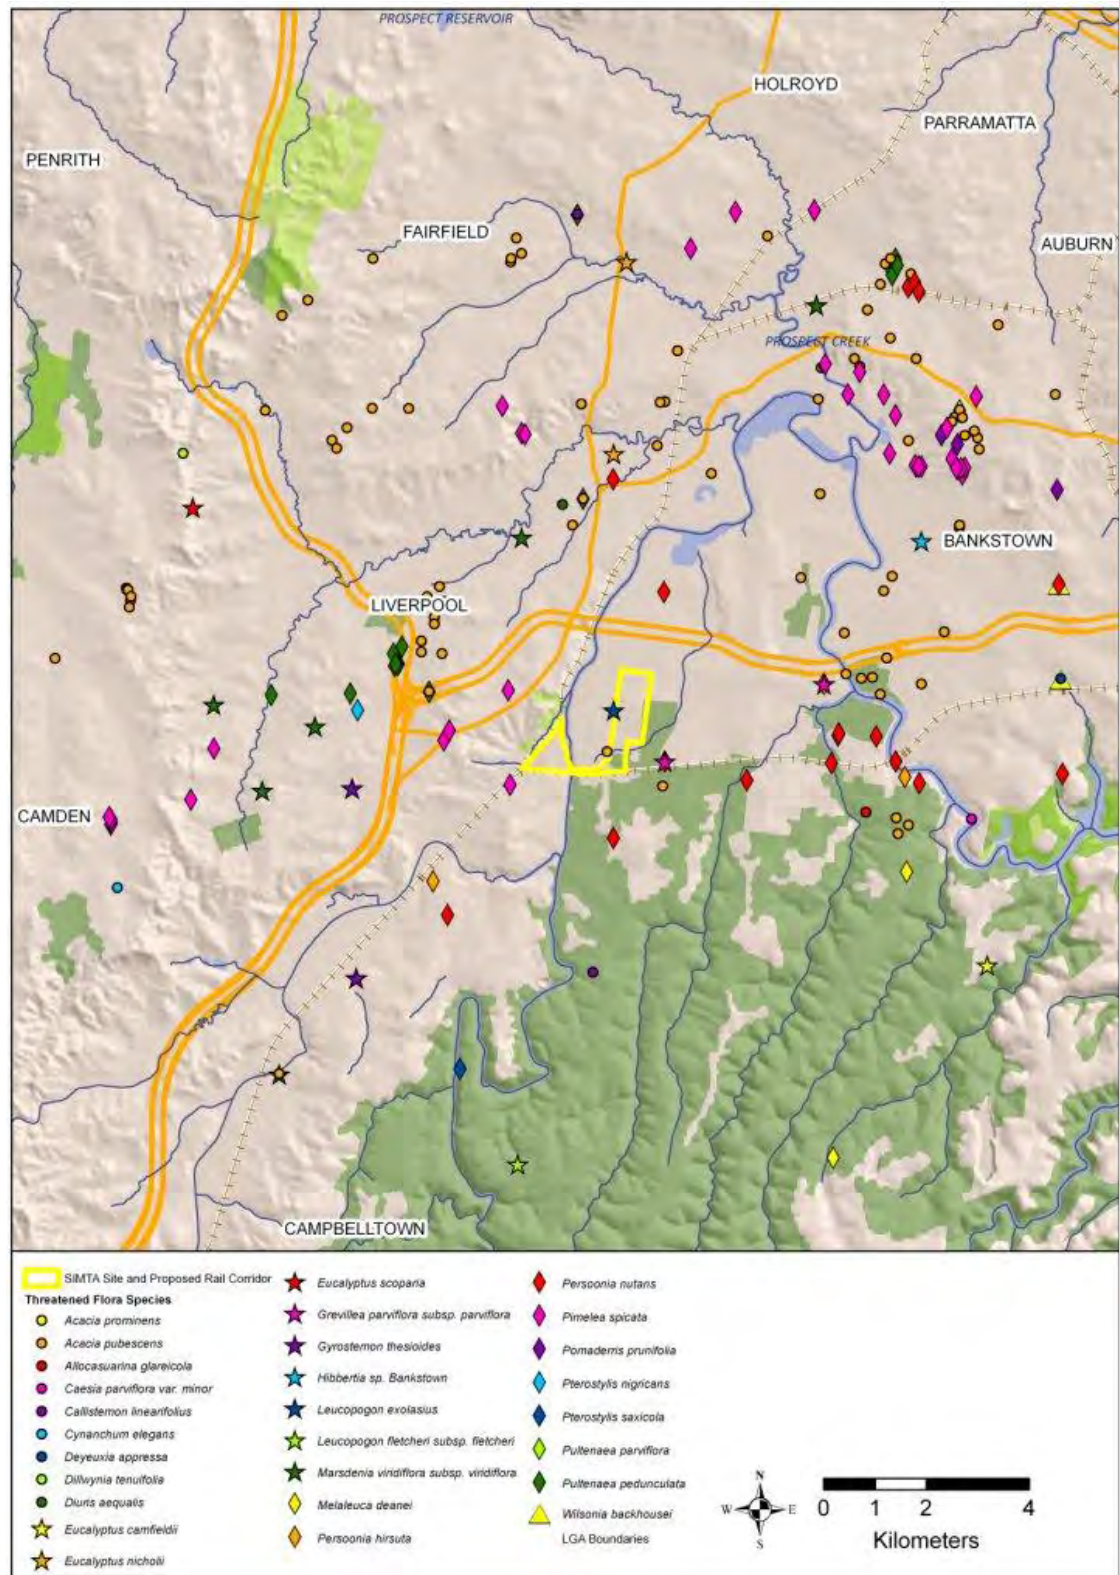 PROSPECT RESERVOIR
HOLROYD
PARRAMATTA
PENRITH
FAIRFIELD
AUBURN
PROSPECT CREEK
BANKSTOWN
LIVERPOOL
CAMDEN
CAMPBELLTOWN
SIMTA Site and Proposed Rail Corridor
Threatened Flora Species
Acacia prominens
Acacia pubescens
Allocasuarina glareicola
Caesia parviflora var. minor
Callistemon linearifolius
Cynanchum elegans
Deyeuxia appressa
Dillwynia tenuifolia
Diuris aequalis
Eucalyptus camfieldii
Eucalyptus nicholii
Eucalyptus scoparia
Grevillea parviflora subsp. parviflora
Gyrostemon thesioides
Hibbertia sp. Bankstown
Leucopogon exolasius
Leucopogon fletcheri subsp. fletcheri
Marsdenia viridiflora subsp. viridiflora
Melaleuca deanei
Persoonia hirsuta
Persoonia nutans
Pimelea spicata
Pomaderris prunifolia
Pterostylis nigricans
Pterostylis saxicola
Pultenaea parviflora
Pultenaea pedunculata
Wilsonia backhousei
LGA Boundaries
N
W E
S
0 1 2 4
Kilometers